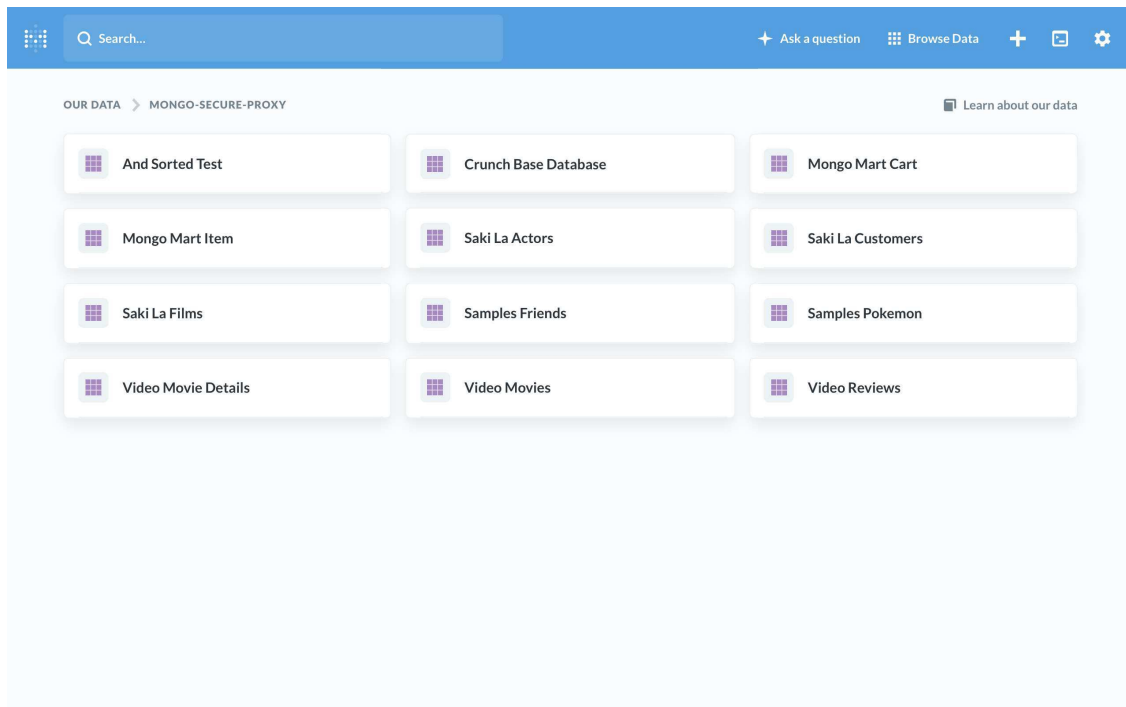 Search...
Ask a question
Browse Data
OUR DATA
MONGO-SECURE-PROXY
Learn about our data
And Sorted Test
Crunch Base Database
Mongo Mart Cart
Mongo Mart Item
Saki La Actors
Saki La Customers
Saki La Films
Samples Friends
Samples Pokemon
Video Movie Details
Video Movies
Video Reviews